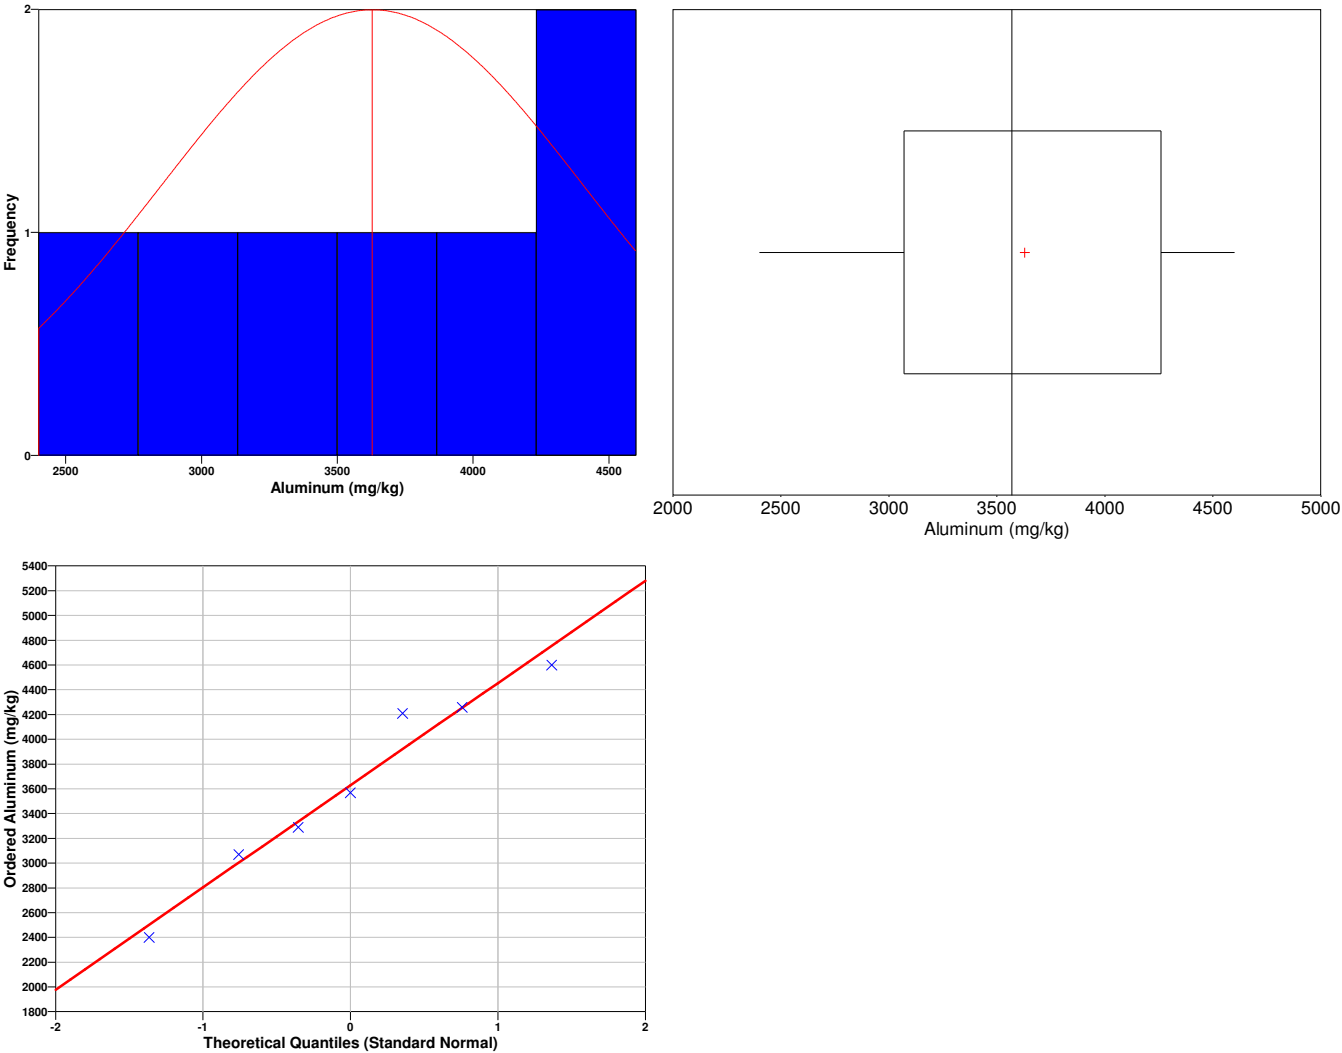 2
1
0
Frequency
2500 3000 3500 4000 4500
Aluminum (mg/kg)
2000 2500 3000 3500 4000 4500 5000
Aluminum (mg/kg)
5400
5200
5000
4800
4600
4400
4200
4000
3800
3600
3400
3200
3000
2800
2600
2400
2200
2000
1800
Ordered Aluminum (mg/kg)
-2 -1 0 1 2
Theoretical Quantiles (Standard Normal)